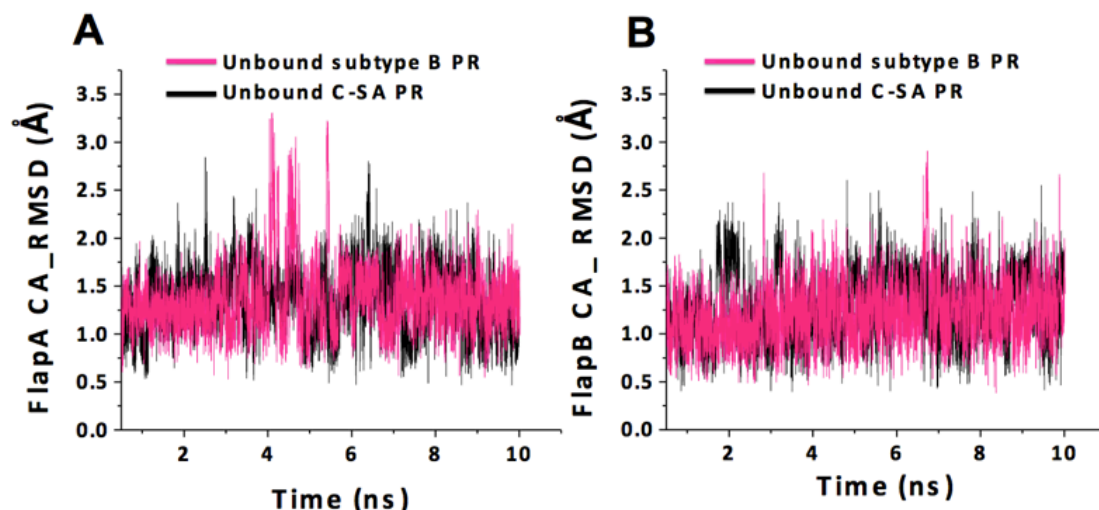 A
Unbound subtype B PR
Unbound C-SA PR
FlapA CA_RMSD (Å)
3.5
3.0
2.5
2.0
1.5
1.0
0.5
0.0
2 4 6 8 10
Time (ns)
B
Unbound subtype B PR
Unbound C-SA PR
FlapB CA_ RMSD (Å)
3.5
3.0
2.5
2.0
1.5
1.0
0.5
0.0
2 4 6 8 10
Time (ns)